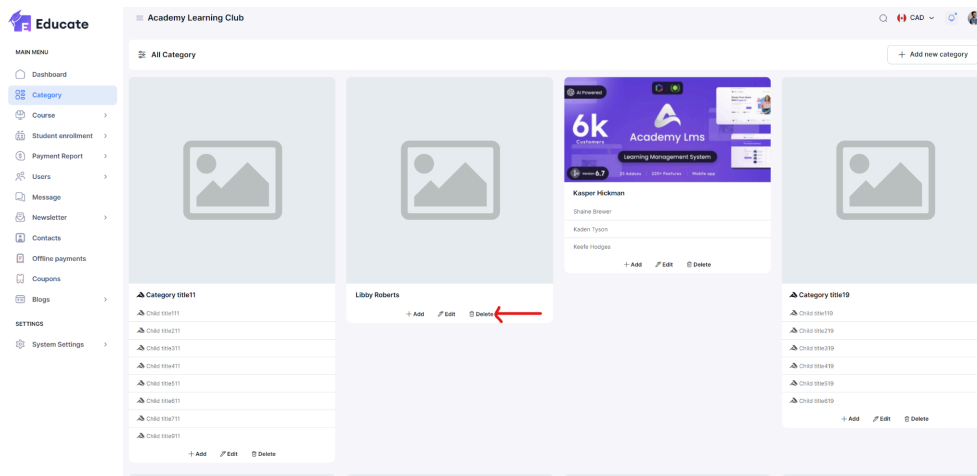 Educate
Academy Learning Club
CAD
MAIN MENU
All Category
Add new category
Dashboard
Category
Course
Student enrollment
Payment Report
Users
Message
Newsletter
Contacts
Offline payments
Coupons
Blogs
SETTINGS
System Settings
Category title11
Child title111
Child title211
Child title311
Child title411
Child title511
Child title611
Child title711
Child title911
Add Edit Delete
Libby Roberts
Add Edit Delete
AI Powered
6k
Customers
Academy Lms
Learning Management System
Version 6.7
Mobile app
Kasper Hickman
Shaine Brewer
Kaden Tyson
Keefe Hodges
Add Edit Delete
Category title19
Child title119
Child title219
Child title319
Child title419
Child title519
Child title619
Add Edit Delete